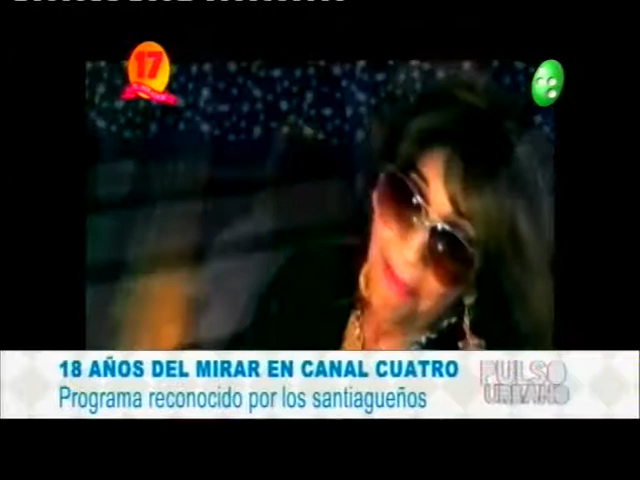 17
18 AÑOS DEL MIRAR EN CANAL CUATRO
Programa reconocido por los santiagueños
PULSO
URBANO